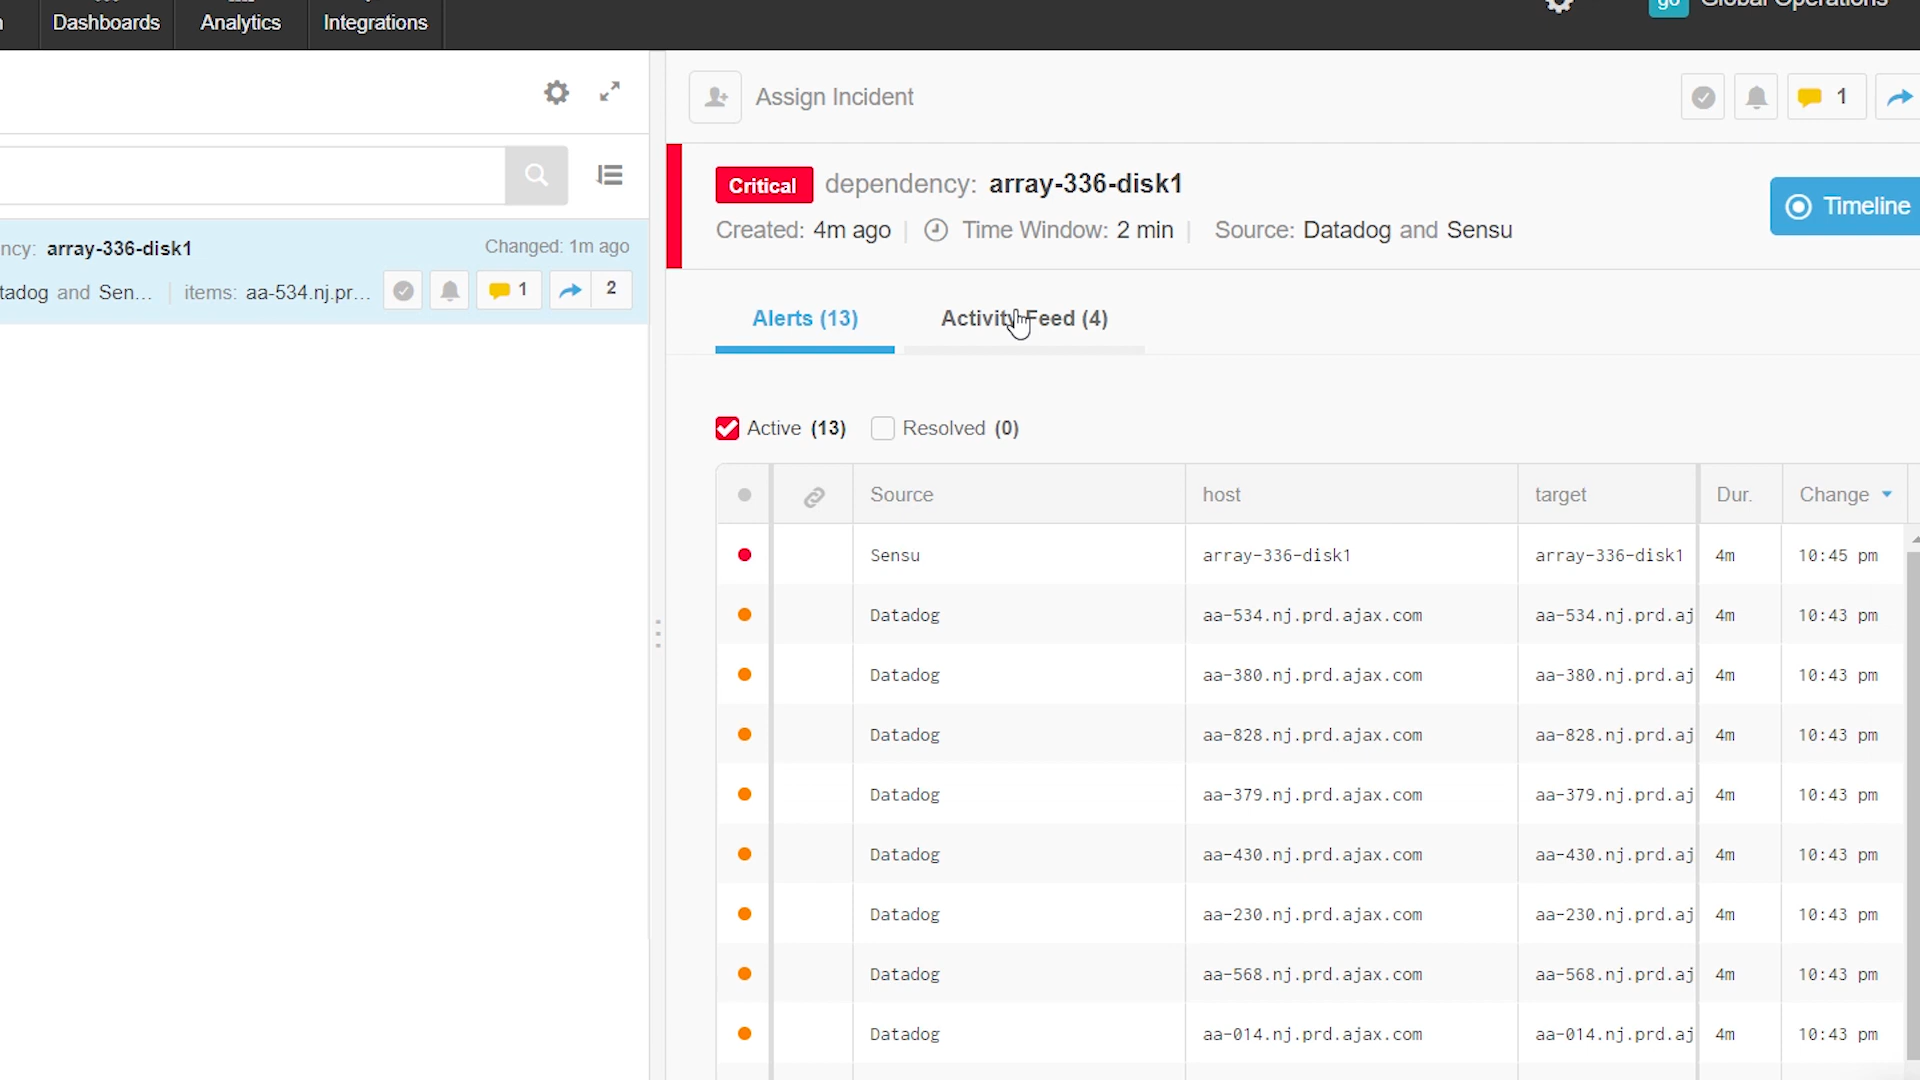 Dashboards
Analytics
Integrations
go Global Operations
Assign Incident
1
Critical dependency: array-336-disk1
Created: 4m ago Time Window: 2 min Source: Datadog and Sensu
Timeline
ncy: array-336-disk1 Changed: 1m ago
tadog and Sen... items: aa-534.nj.pr... 1 2
Alerts (13) Activity Feed (4)
Active (13) Resolved (0)
Source host target Dur. Change
Sensu array-336-disk1 array-336-disk1 4m 10:45 pm
Datadog aa-534.nj.prd.ajax.com aa-534.nj.prd.aj 4m 10:43 pm
Datadog aa-380.nj.prd.ajax.com aa-380.nj.prd.aj 4m 10:43 pm
Datadog aa-828.nj.prd.ajax.com aa-828.nj.prd.aj 4m 10:43 pm
Datadog aa-379.nj.prd.ajax.com aa-379.nj.prd.aj 4m 10:43 pm
Datadog aa-430.nj.prd.ajax.com aa-430.nj.prd.aj 4m 10:43 pm
Datadog aa-230.nj.prd.ajax.com aa-230.nj.prd.aj 4m 10:43 pm
Datadog aa-568.nj.prd.ajax.com aa-568.nj.prd.aj 4m 10:43 pm
Datadog aa-014.nj.prd.ajax.com aa-014.nj.prd.aj 4m 10:43 pm